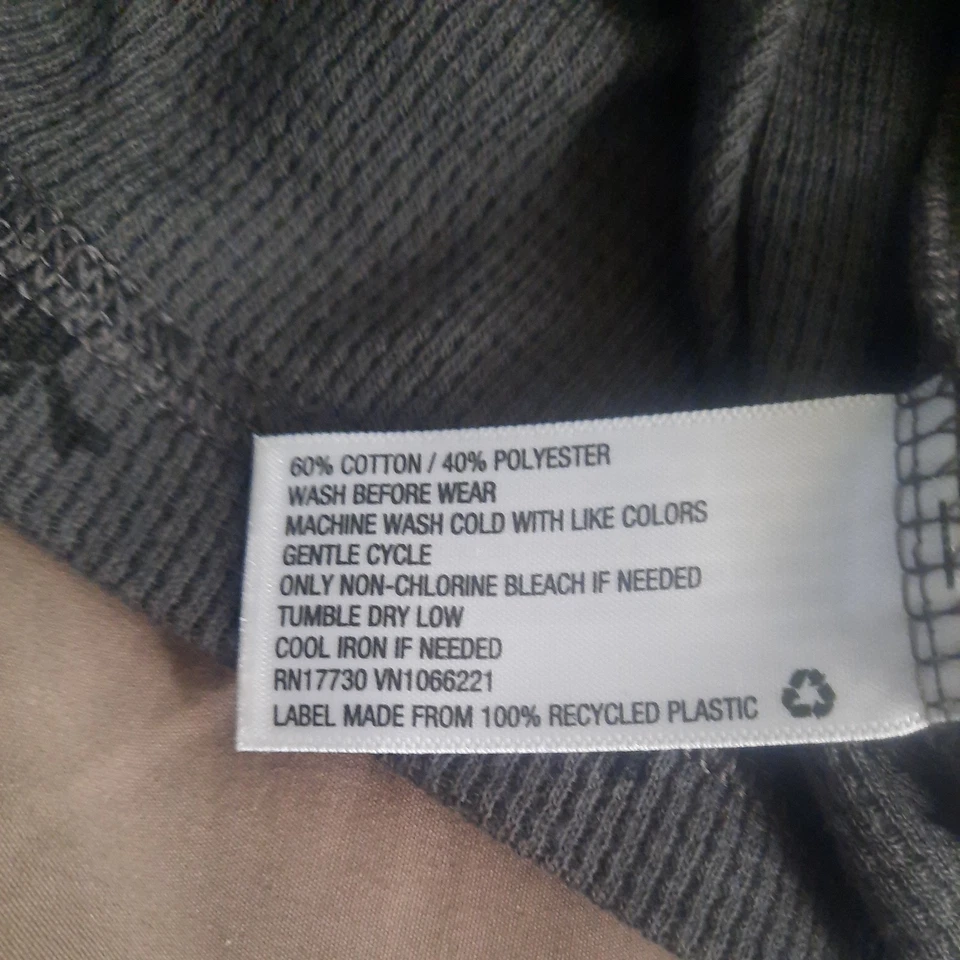 60% COTTON / 40% POLYESTER
WASH BEFORE WEAR
MACHINE WASH COLD WITH LIKE COLORS
GENTLE CYCLE
ONLY NON-CHLORINE BLEACH IF NEEDED
TUMBLE DRY LOW
COOL IRON IF NEEDED
RN17730 VN1066221
LABEL MADE FROM 100% RECYCLED PLASTIC